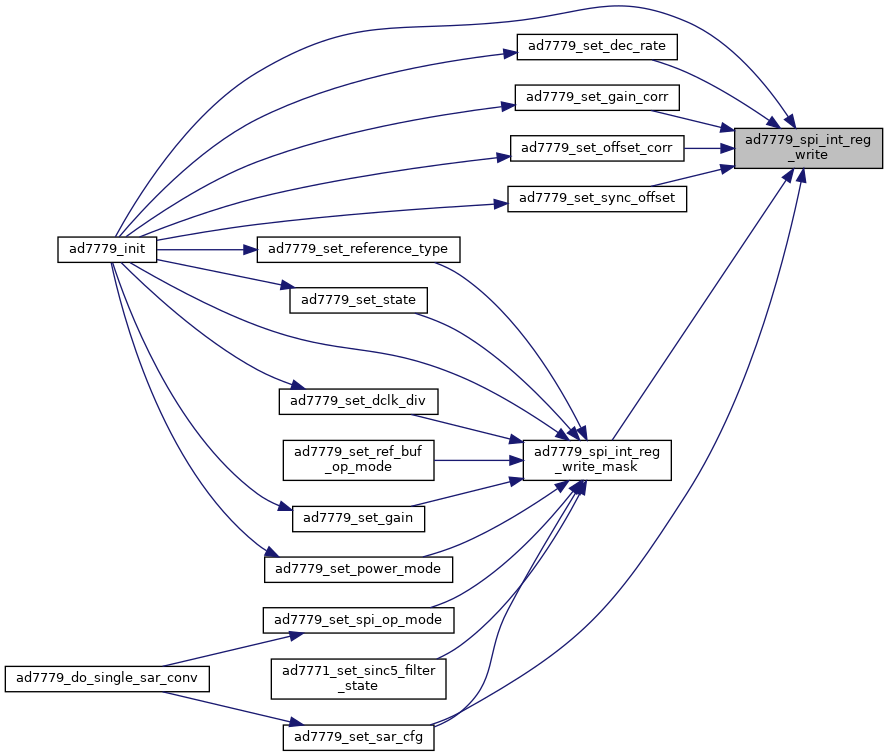 ad7779_set_dec_rate
ad7779_set_gain_corr
ad7779_spi_int_reg
_write
ad7779_set_offset_corr
ad7779_set_sync_offset
ad7779_init
ad7779_set_reference_type
ad7779_set_state
ad7779_set_dclk_div
ad7779_set_ref_buf
_op_mode
ad7779_spi_int_reg
_write_mask
ad7779_set_gain
ad7779_set_power_mode
ad7779_set_spi_op_mode
ad7779_do_single_sar_conv
ad7771_set_sinc5_filter
_state
ad7779_set_sar_cfg